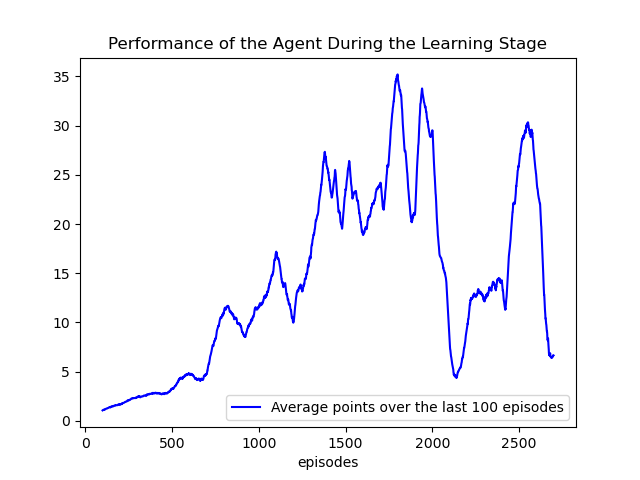 Performance of the Agent During the Learning Stage
35
30
25
20
15
10
5
0
Average points over the last 100 episodes
0 500 1000 1500 2000 2500
episodes